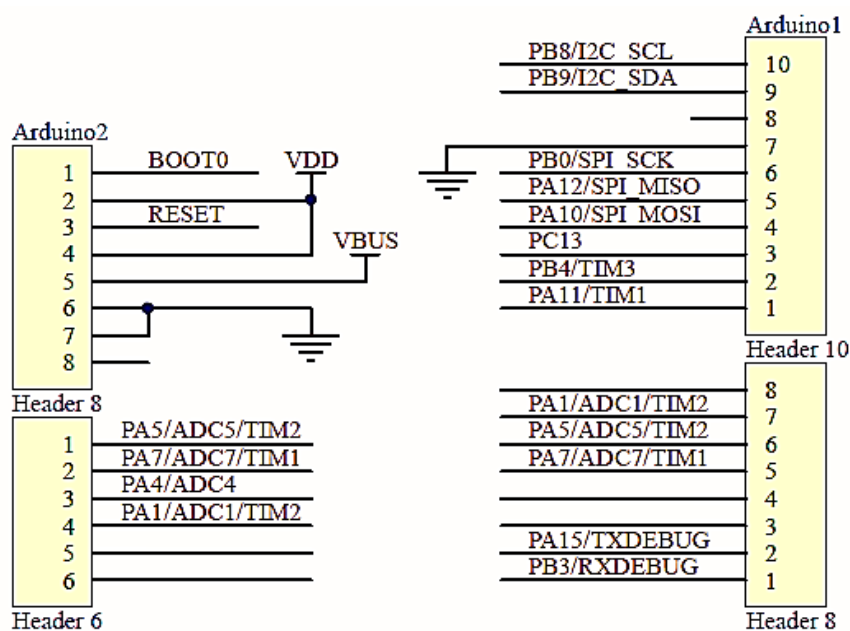 Arduino2
1 BOOT0 VDD
2
3 RESET
4 VBUS
5
6
7
8
Header 8
1 PA5/ADC5/TIM2
2 PA7/ADC7/TIM1
3 PA4/ADC4
4 PA1/ADC1/TIM2
5
6
Header 6
Arduino1
PB8/I2C_SCL 10
PB9/I2C_SDA 9
8
7
PB0/SPI_SCK 6
PA12/SPI_MISO 5
PA10/SPI_MOSI 4
PC13 3
PB4/TIM3 2
PA11/TIM1 1
Header 10
8
PA1/ADC1/TIM2 7
PA5/ADC5/TIM2 6
PA7/ADC7/TIM1 5
4
3
PA15/TXDEBUG 2
PB3/RXDEBUG 1
Header 8